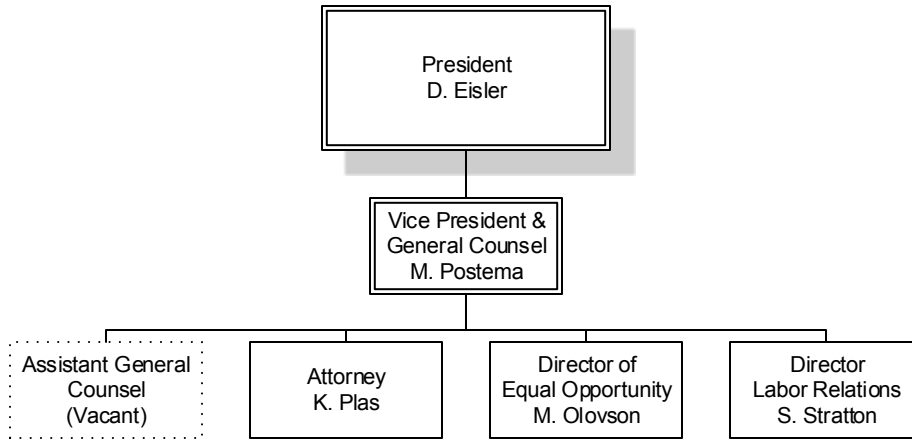 President
D. Eisler
Vice President &
General Counsel
M. Postema
Assistant General
Counsel
(Vacant)
Attorney
K. Plas
Director of
Equal Opportunity
M. Olovson
Director
Labor Relations
S. Stratton